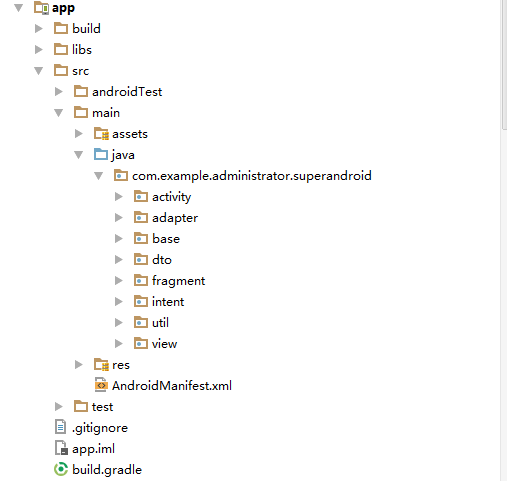 app
build
libs
src
androidTest
main
assets
java
com.example.administrator.superandroid
activity
adapter
base
dto
fragment
intent
util
view
res
AndroidManifest.xml
test
.gitignore
app.iml
build.gradle